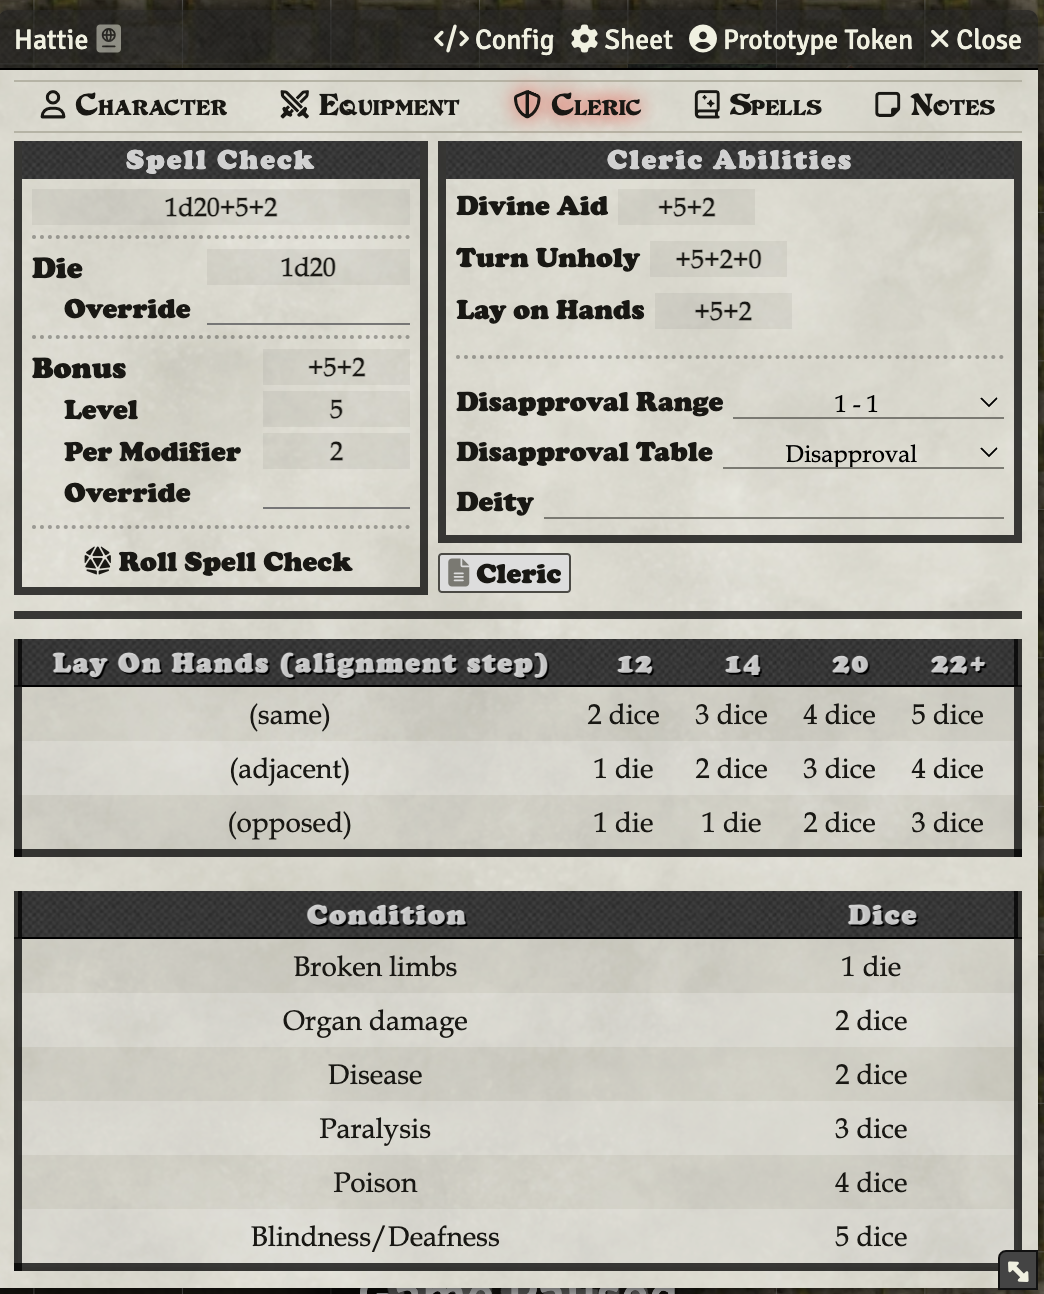 Hattie
Config Sheet Prototype Token Close
Character Equipment Cleric Spells Notes
Spell Check
1d20+5+2
Die 1d20
Override
Bonus +5+2
Level 5
Per Modifier 2
Override
Roll Spell Check
Cleric Abilities
Divine Aid +5+2
Turn Unholy +5+2+0
Lay on Hands +5+2
Disapproval Range 1 - 1
Disapproval Table Disapproval
Deity
Cleric
Lay On Hands (alignment step) 12 14 20 22+
(same) 2 dice 3 dice 4 dice 5 dice
(adjacent) 1 die 2 dice 3 dice 4 dice
(opposed) 1 die 1 die 2 dice 3 dice
Condition Dice
Broken limbs 1 die
Organ damage 2 dice
Disease 2 dice
Paralysis 3 dice
Poison 4 dice
Blindness/Deafness 5 dice
Game Paused